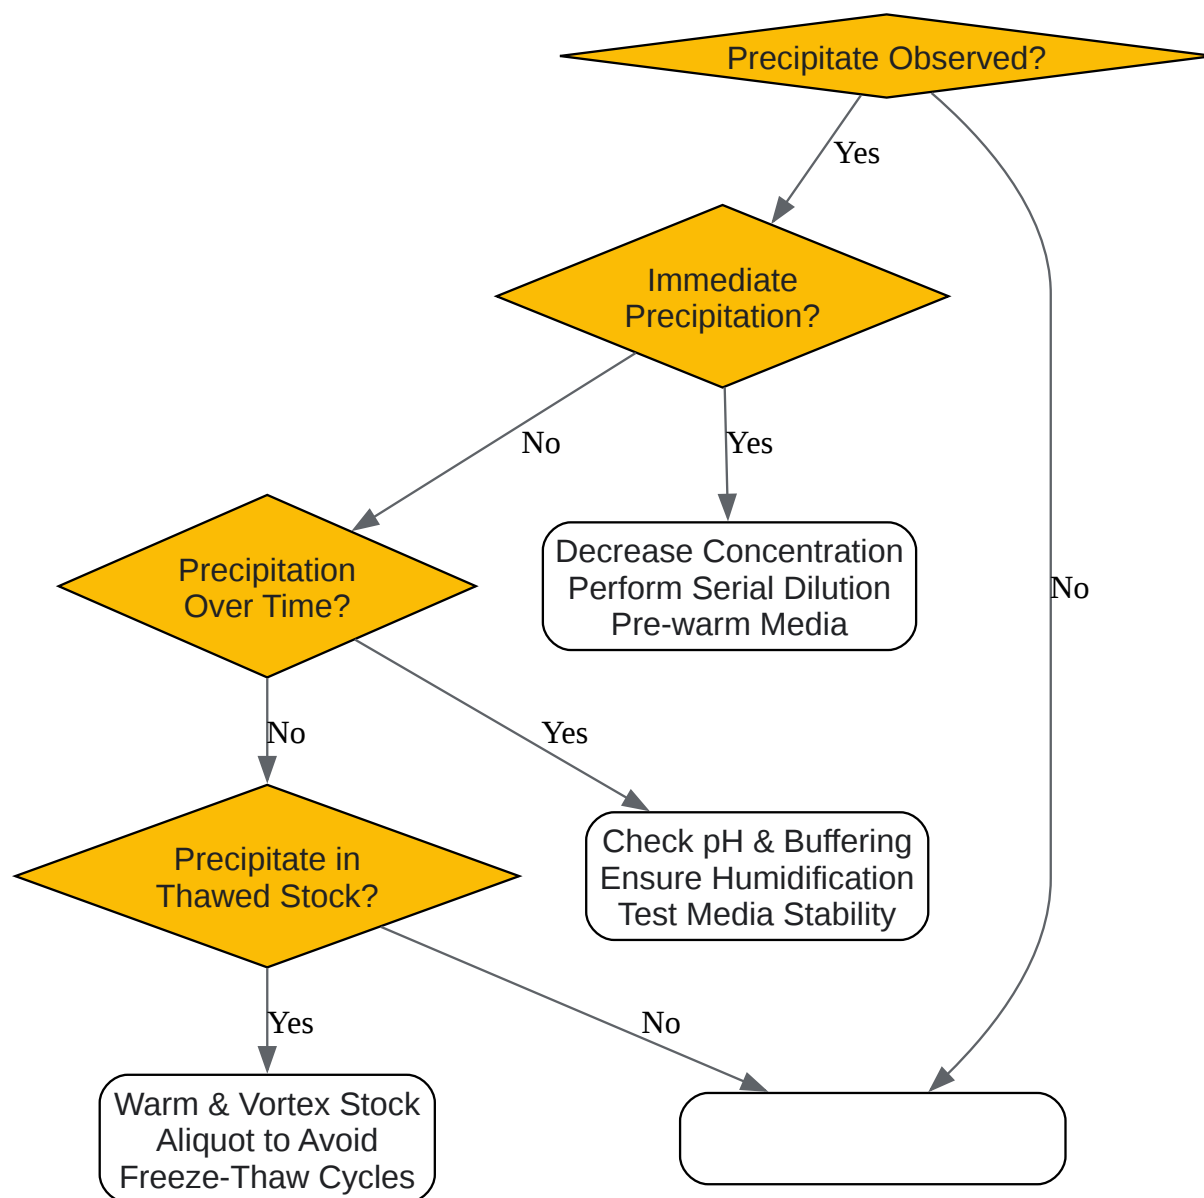 Precipitate Observed?
Yes
Immediate
Precipitation?
No
Yes
Decrease Concentration
Perform Serial Dilution
Pre-warm Media
No
Precipitation
Over Time?
No
Yes
Check pH & Buffering
Ensure Humidification
Test Media Stability
Precipitate in
Thawed Stock?
Yes
No
Warm & Vortex Stock
Aliquot to Avoid
Freeze-Thaw Cycles